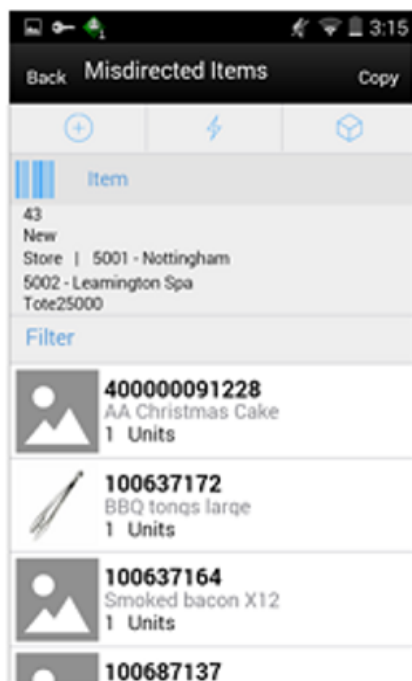 3:15
Back Misdirected Items Copy
Item
43
New
Store | 5001 - Nottingham
5002 - Leamington Spa
Tote25000
Filter
400000091228
AA Christmas Cake
1 Units
100637172
BBQ tongs large
1 Units
100637164
Smoked bacon X12
1 Units
100687137